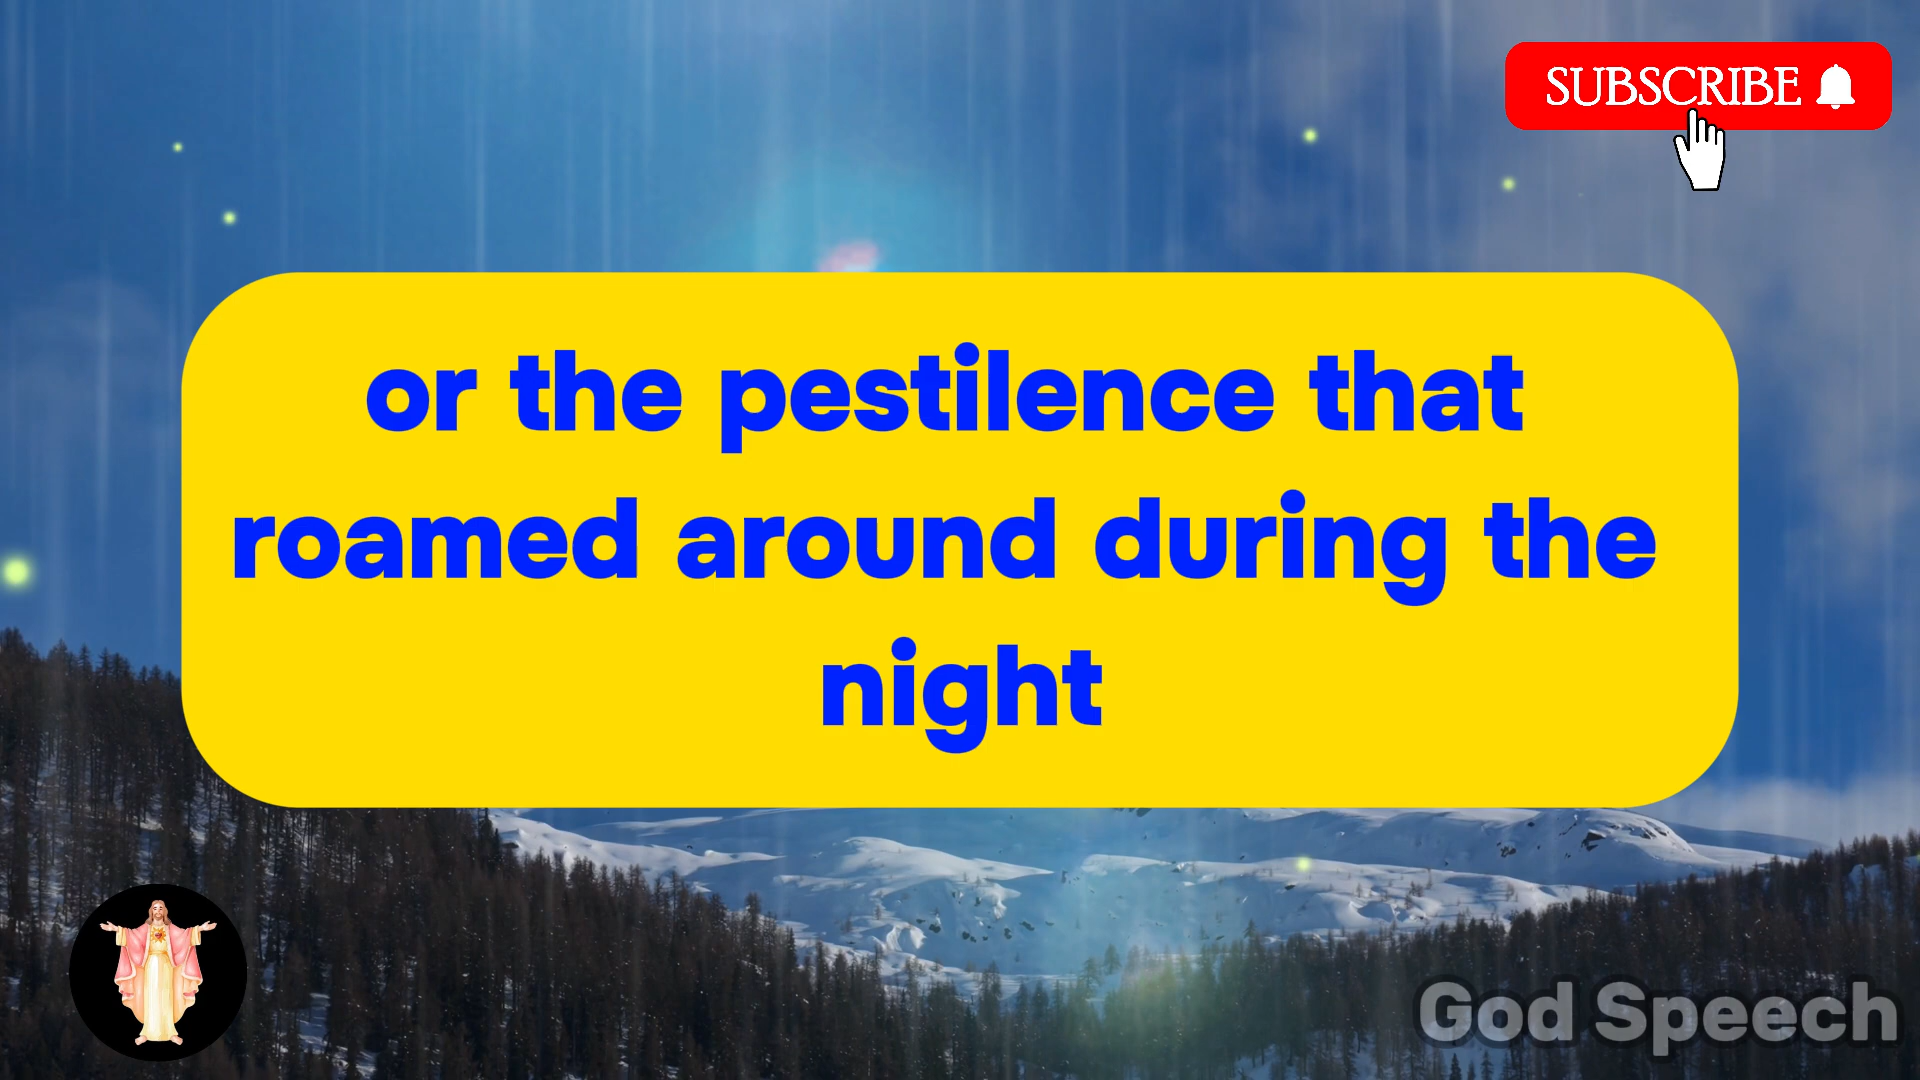 SUBSCRIBE
or the pestilence that
roamed around during the
night
God Speech